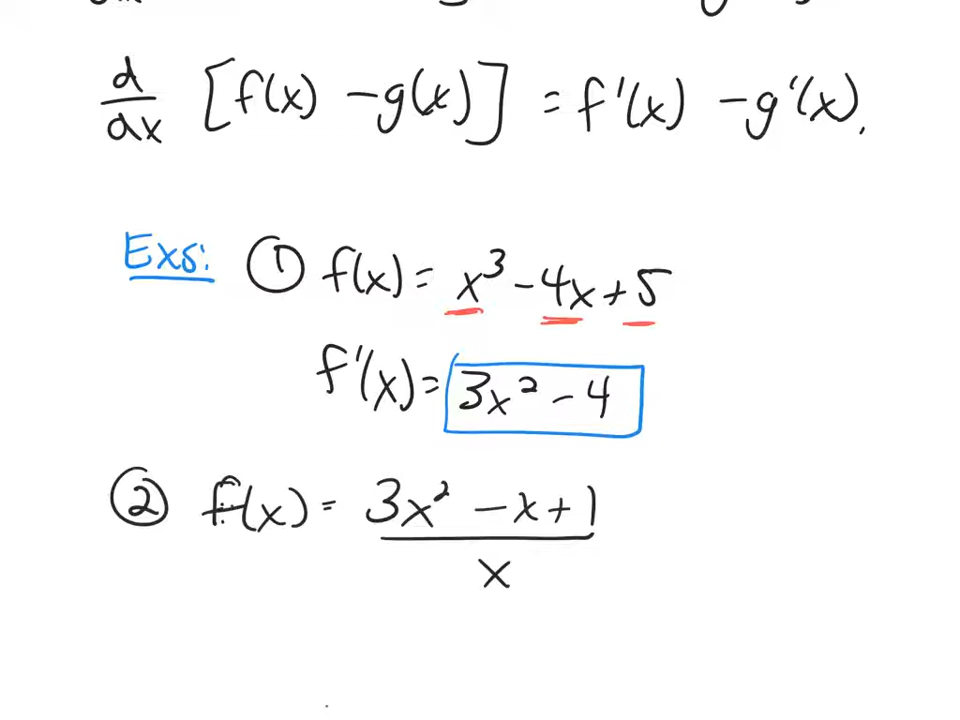 d/dx [f(x) - g(x)] = f'(x) - g'(x).
Exs: ① f(x) = x³ - 4x + 5
f'(x) = 3x² - 4
② f(x) = (3x² - x + 1)/x